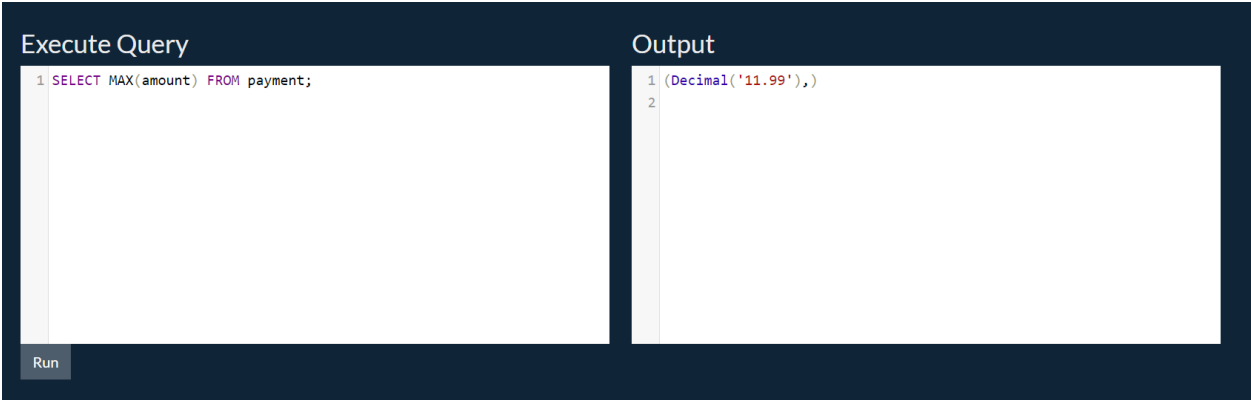 Execute Query
1 SELECT MAX(amount) FROM payment;
Run
Output
1 (Decimal('11.99'),)
2